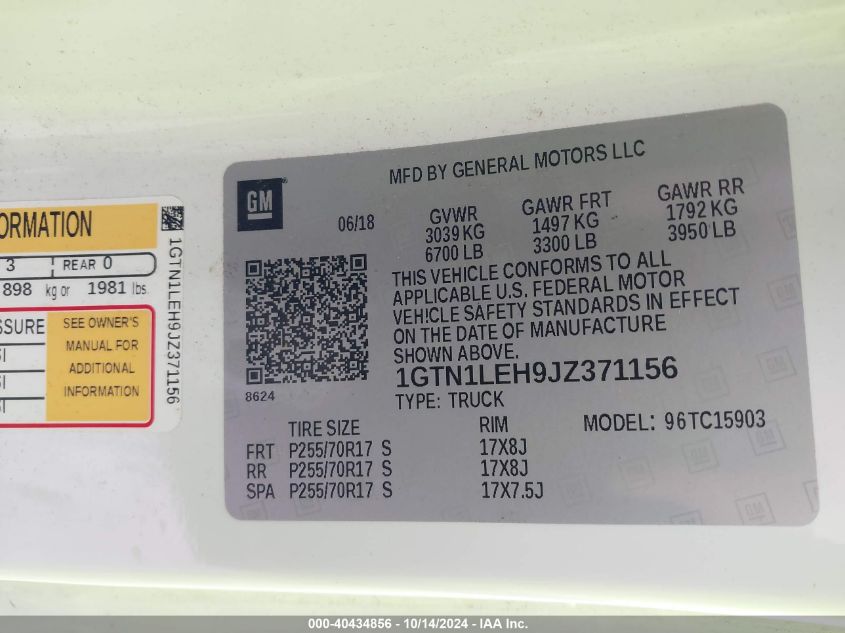 ORMATION
3 REAR 0
898 kg or 1981 lbs.
SSURE
SI
SI
SI
SEE OWNER'S
MANUAL FOR
ADDITIONAL
INFORMATION
1GTN1LEH9JZ371156
GM
MFD BY GENERAL MOTORS LLC
06/18
GVWR
3039 KG
6700 LB
GAWR FRT
1497 KG
3300 LB
GAWR RR
1792 KG
3950 LB
THIS VEHICLE CONFORMS TO ALL
APPLICABLE U.S. FEDERAL MOTOR
VEHICLE SAFETY STANDARDS IN EFFECT
ON THE DATE OF MANUFACTURE
SHOWN ABOVE.
1GTN1LEH9JZ371156
TYPE: TRUCK
8624
TIRE SIZE RIM MODEL: 96TC15903
FRT P255/70R17 S 17X8J
RR P255/70R17 S 17X8J
SPA P255/70R17 S 17X7.5J
GM
000-40434856 - 10/14/2024 - IAA Inc.